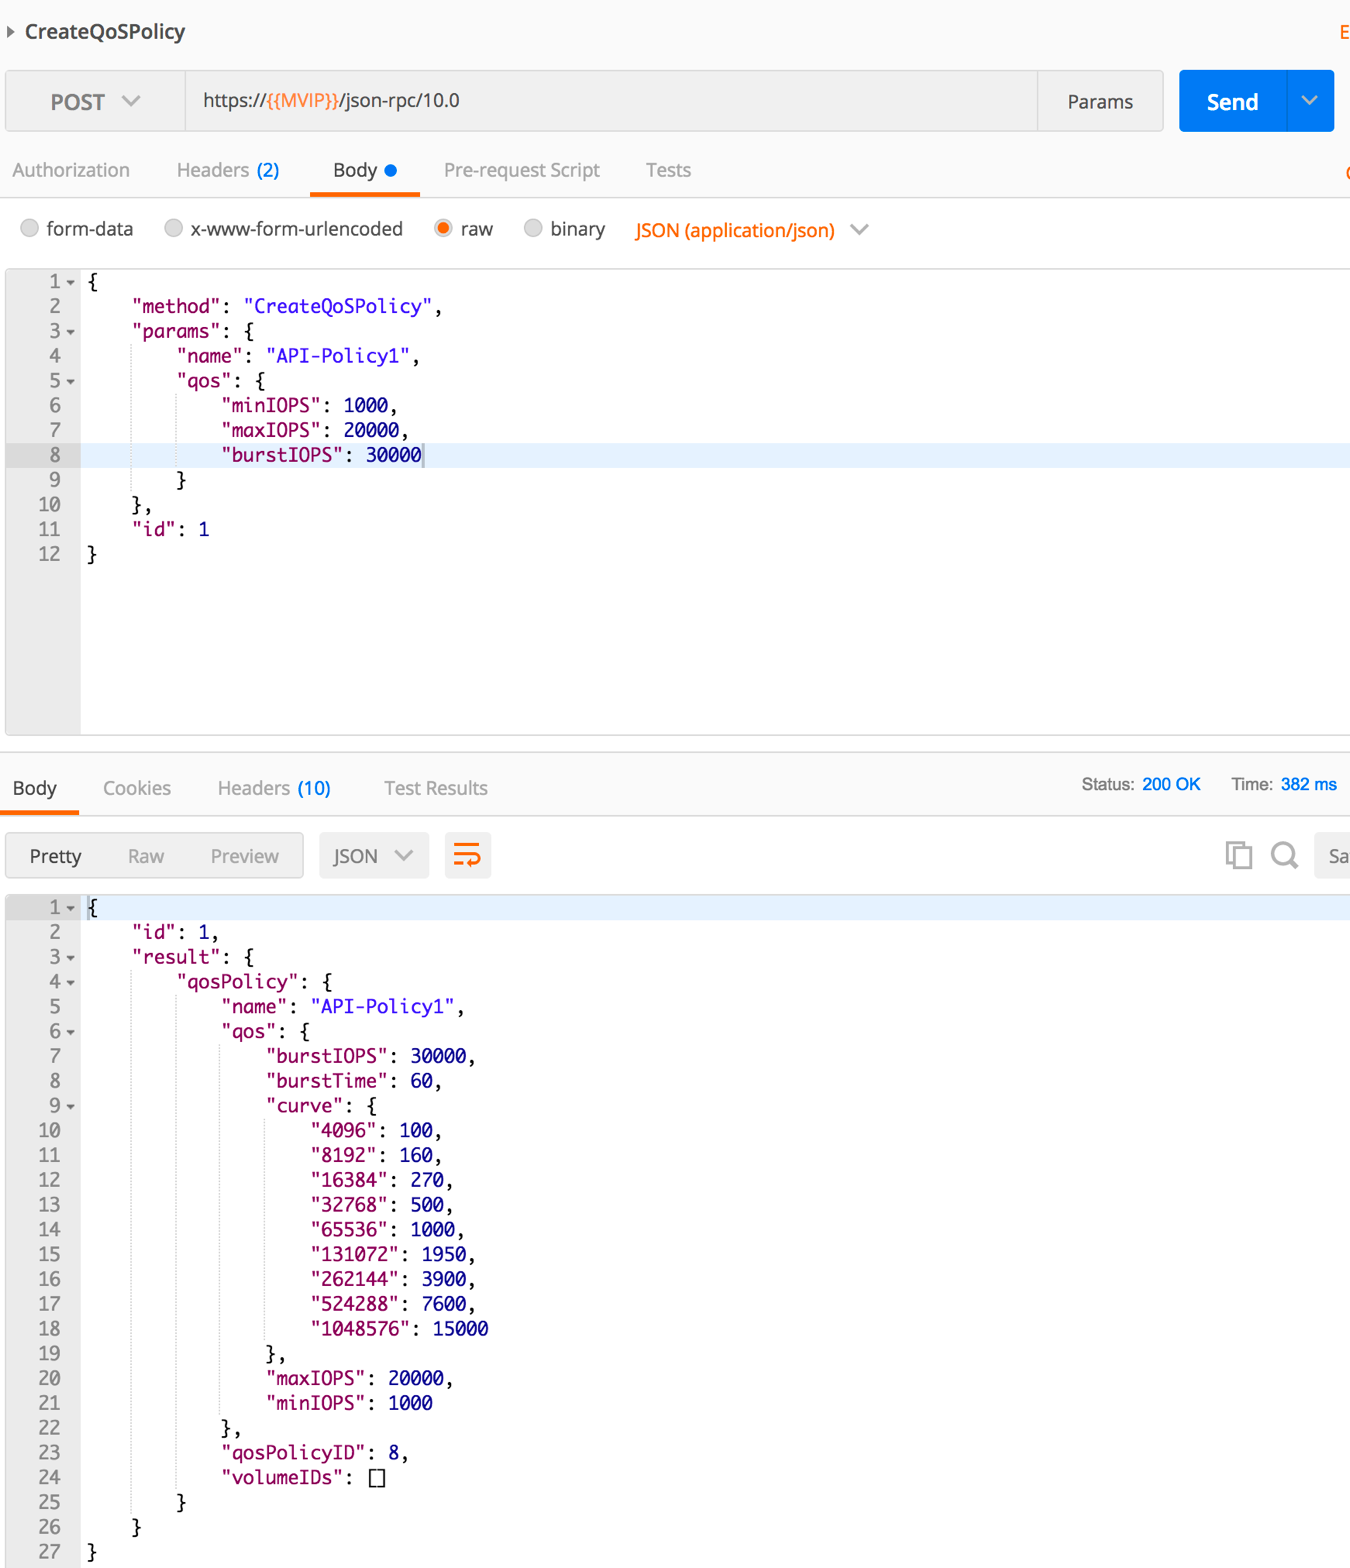 CreateQoSPolicy
E
POST https://{{MVIP}}/json-rpc/10.0 Params Send
Authorization Headers (2) Body Pre-request Script Tests
form-data x-www-form-urlencoded raw binary JSON (application/json)
1 {
2 "method": "CreateQoSPolicy",
3 "params": {
4 "name": "API-Policy1",
5 "qos": {
6 "minIOPS": 1000,
7 "maxIOPS": 20000,
8 "burstIOPS": 30000
9 }
10 },
11 "id": 1
12 }
Body Cookies Headers (10) Test Results Status: 200 OK Time: 382 ms
Pretty Raw Preview JSON Sa
1 {
2 "id": 1,
3 "result": {
4 "qosPolicy": {
5 "name": "API-Policy1",
6 "qos": {
7 "burstIOPS": 30000,
8 "burstTime": 60,
9 "curve": {
10 "4096": 100,
11 "8192": 160,
12 "16384": 270,
13 "32768": 500,
14 "65536": 1000,
15 "131072": 1950,
16 "262144": 3900,
17 "524288": 7600,
18 "1048576": 15000
19 },
20 "maxIOPS": 20000,
21 "minIOPS": 1000
22 },
23 "qosPolicyID": 8,
24 "volumeIDs": []
25 }
26 }
27 }